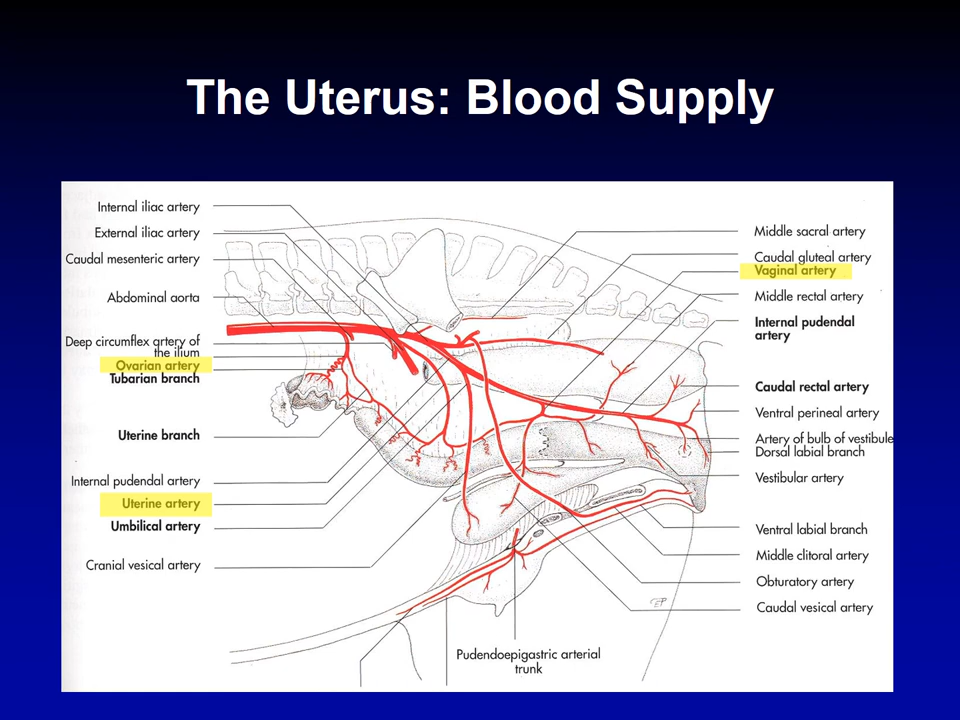 The Uterus: Blood Supply
Internal iliac artery
External iliac artery
Caudal mesenteric artery
Abdominal aorta
Deep circumflex artery of
the ilium
Ovarian artery
Tubarian branch
Uterine branch
Internal pudendal artery
Uterine artery
Umbilical artery
Cranial vesical artery
Middle sacral artery
Caudal gluteal artery
Vaginal artery
Middle rectal artery
Internal pudendal
artery
Caudal rectal artery
Ventral perineal artery
Artery of bulb of vestibule
Dorsal labial branch
Vestibular artery
Ventral labial branch
Middle clitoral artery
Obturatory artery
Caudal vesical artery
Pudendoepigastric arterial
trunk